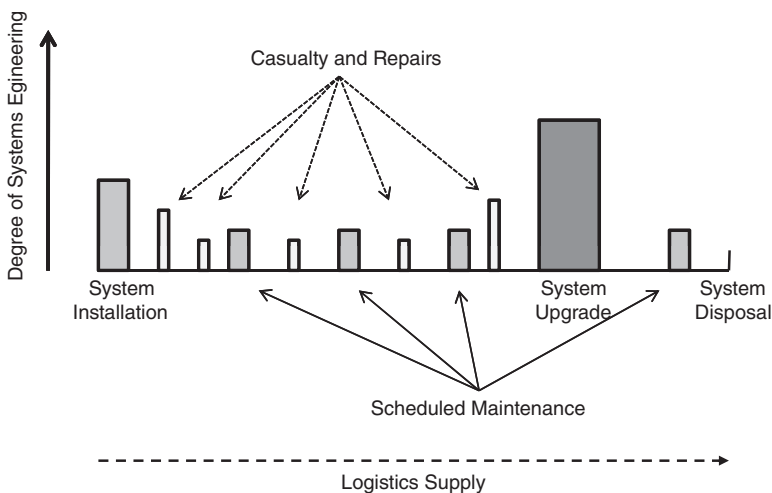 Degree of Systems Egineering
Casualty and Repairs
System
Installation
System
Upgrade
System
Disposal
Scheduled Maintenance
Logistics Supply